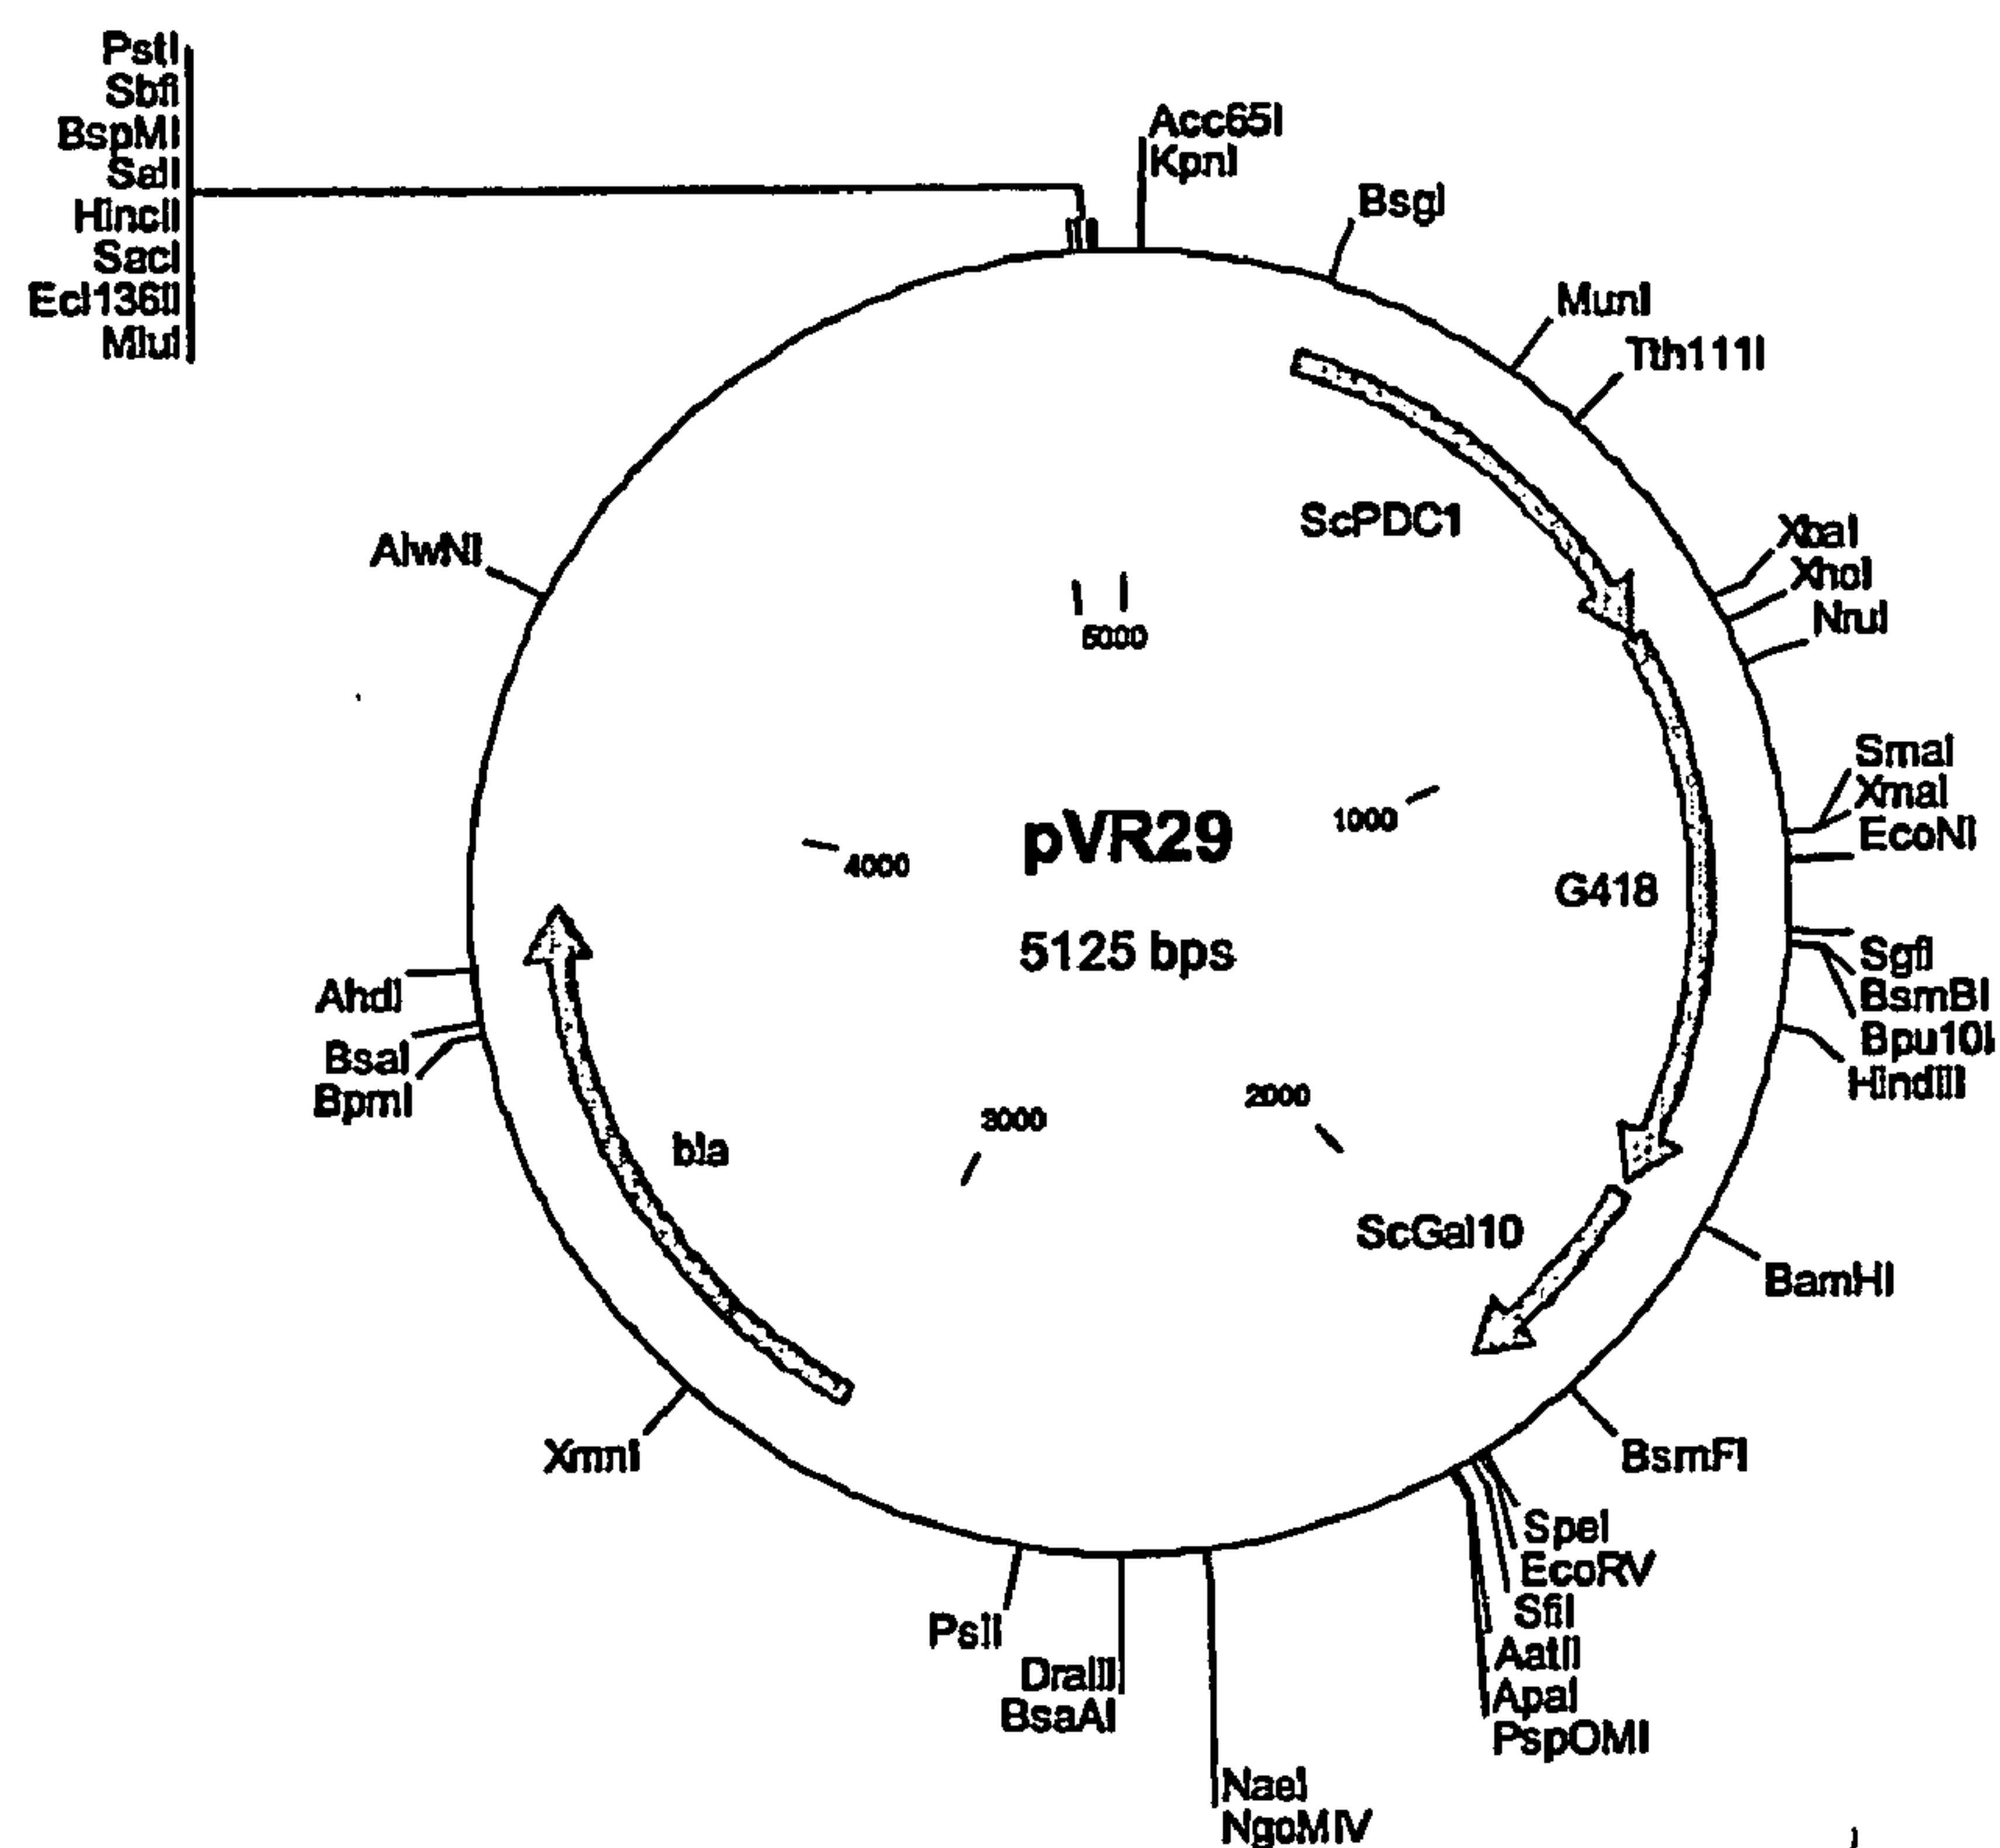 PstI
SbfI
BspMI
SalI
HincII
SacI
Ecl136II
MluI
Acc65I
KpnI
BsgI
MunI
Tth111I
ScPDC1
XbaI
XhoI
NruI
AlwNI
5000
SmaI
XmaI
EcoNI
1000
pVR29
4000
G418
5125 bps
SgfI
BsmBI
Bpu10I
HindIII
AhdI
BsaI
BpmI
2000
3000
bla
ScGal10
BamHI
XmnI
BsmFI
SpeI
EcoRV
SfiI
AatII
ApaI
PspOMI
PsiI
DraIII
BsaAI
NaeI
NgoMIV